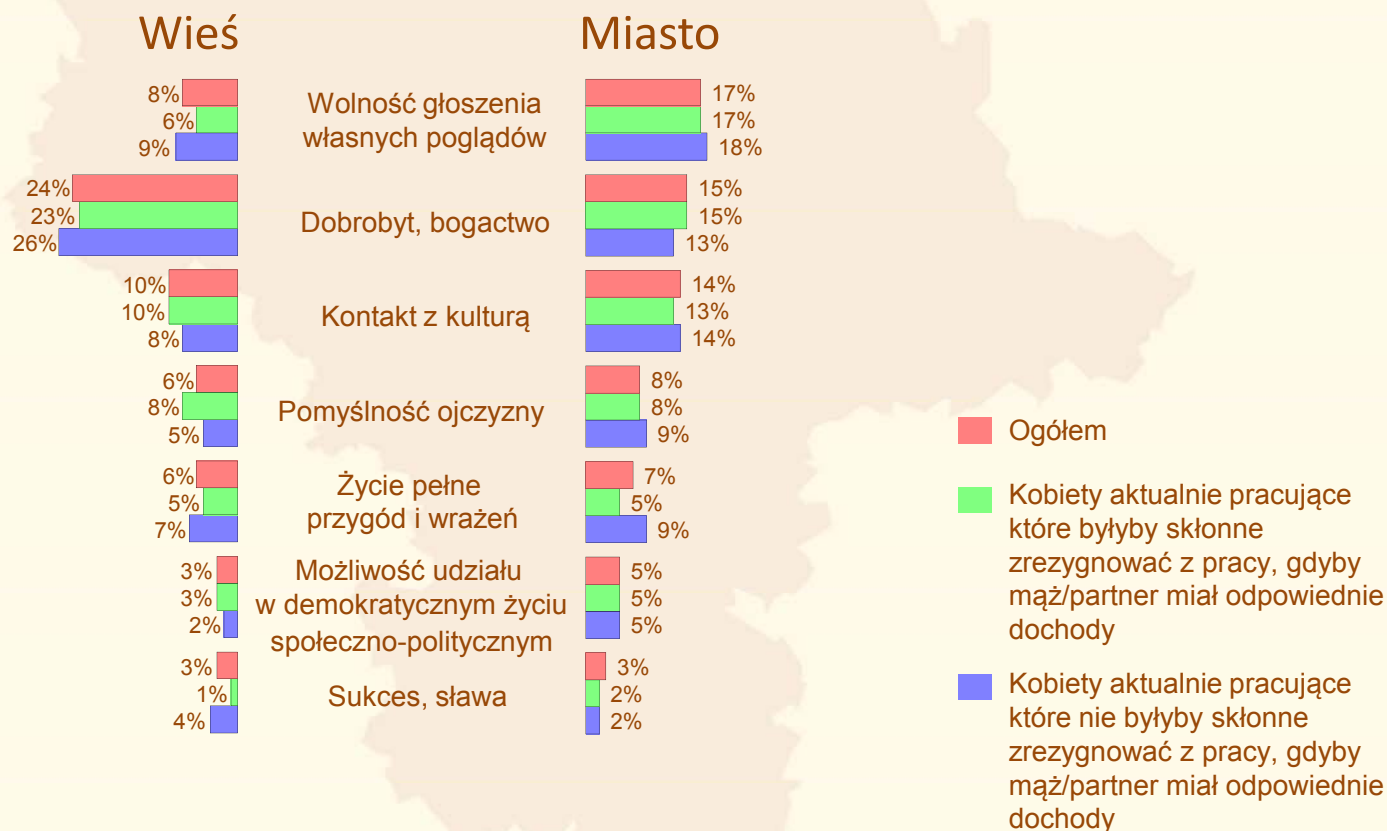 Wieś
Miasto
8%
6%
9%
Wolność głoszenia
własnych poglądów
17%
17%
18%
24%
23%
26%
Dobrobyt, bogactwo
15%
15%
13%
10%
10%
8%
Kontakt z kulturą
14%
13%
14%
6%
8%
5%
Pomyślność ojczyzny
8%
8%
9%
6%
5%
7%
Życie pełne
przygód i wrażeń
7%
5%
9%
3%
3%
2%
Możliwość udziału
w demokratycznym życiu
społeczno-politycznym
5%
5%
5%
3%
1%
4%
Sukces, sława
3%
2%
2%
Ogółem
Kobiety aktualnie pracujące
które byłyby skłonne
zrezygnować z pracy, gdyby
mąż/partner miał odpowiednie
dochody
Kobiety aktualnie pracujące
które nie byłyby skłonne
zrezygnować z pracy, gdyby
mąż/partner miał odpowiednie
dochody